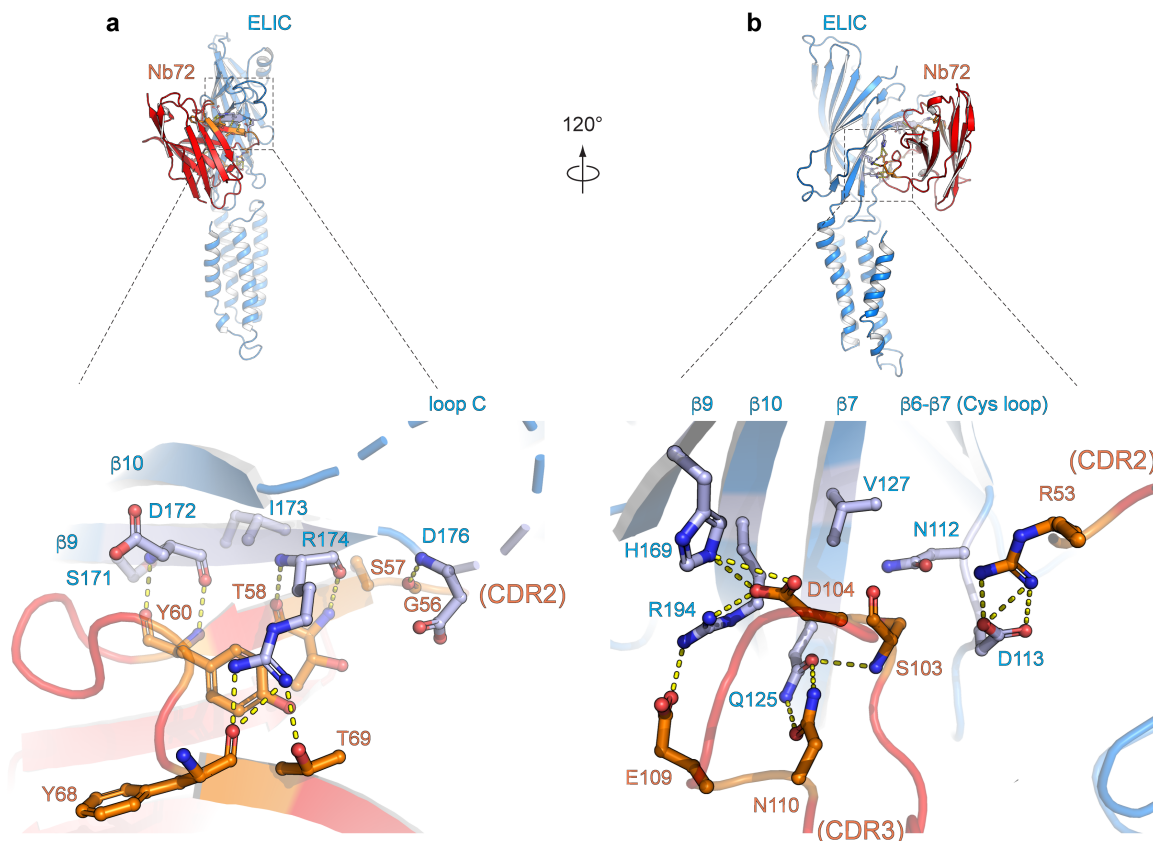 a
ELIC
Nb72
120°
b
ELIC
Nb72
loop C
β10
D172
I173
β9
R174
D176
S171
S57
T58
(CDR2)
Y60
G56
T69
Y68
β9
β10
β7
β6-β7 (Cys loop)
(CDR2)
V127
R53
N112
H169
D104
R194
D113
S103
Q125
E109
N110
(CDR3)